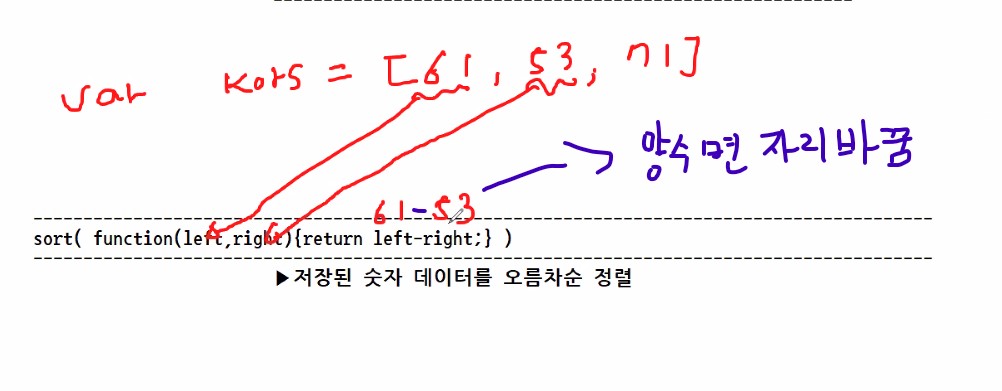 var kors = [61, 53, 71]
양수면 자리바꿈
61-53
sort( function(left,right){return left-right;} )
▶저장된 숫자 데이터를 오름차순 정렬